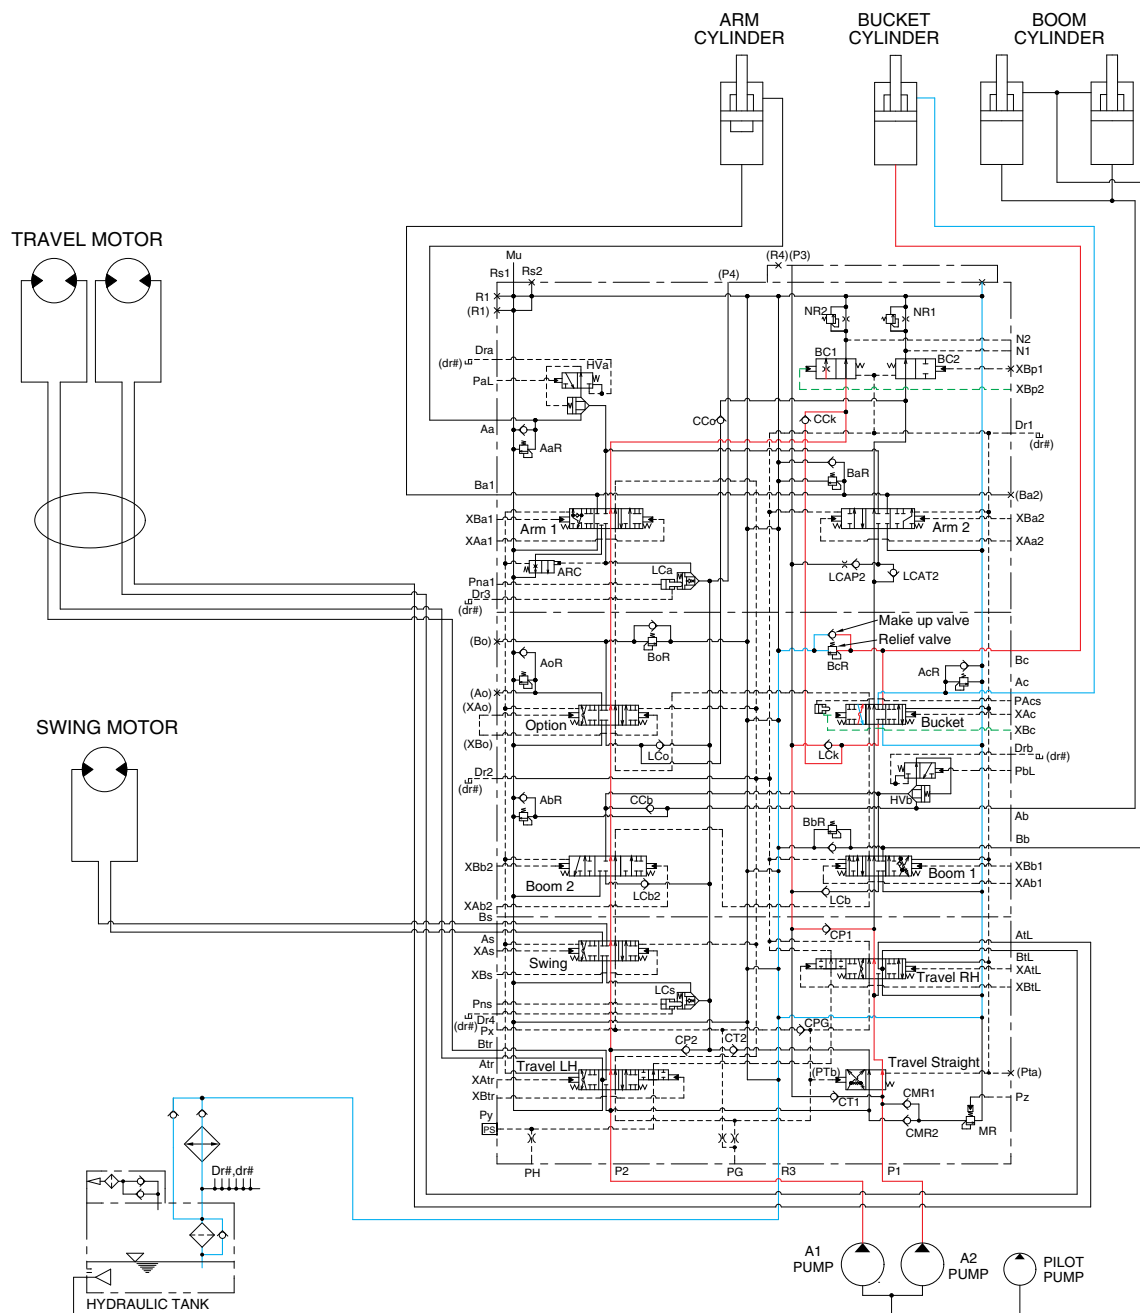 ARM
CYLINDER
BUCKET
CYLINDER
BOOM
CYLINDER
TRAVEL MOTOR
Mu
Rs1
Rs2
(R4)(P3)
(P4)
R1
(R1)
NR2
NR1
N2
N1
Dra
(dr#)
HVa
BC1
BC2
XBp1
PaL
XBp2
CCo
CCk
Aa
AaR
Dr1
(dr#)
BaR
Ba1
(Ba2)
XBa1
Arm 1
Arm 2
XBa2
XAa1
XAa2
ARC
LCa
LCAP2
LCAT2
Pna1
Dr3
(dr#)
Make up valve
Relief valve
(Bo)
BoR
BcR
Bc
AoR
AcR
Ac
(Ao)
PAcs
(XAo)
Option
Bucket
XAc
SWING MOTOR
XBc
(XBo)
LCo
LCk
Drb
(dr#)
Dr2
(dr#)
PbL
HVb
AbR
CCb
Ab
BbR
Bb
XBb2
Boom 2
Boom 1
XBb1
LCb2
LCb
XAb1
XAb2
Bs
CP1
As
AtL
XAs
Swing
BtL
XBs
Travel RH
XAtL
XBtL
LCs
Pns
Dr4
(dr#)
Px
CPG
Btr
CP2
CT2
Atr
Travel LH
(PTb)
Travel Straight
XAtr
(Pta)
XBtr
CT1
CMR1
Pz
Py
CMR2
MR
PS
PH
P2
PG
R3
P1
Dr#,dr#
A1
PUMP
A2
PUMP
PILOT
PUMP
HYDRAULIC TANK